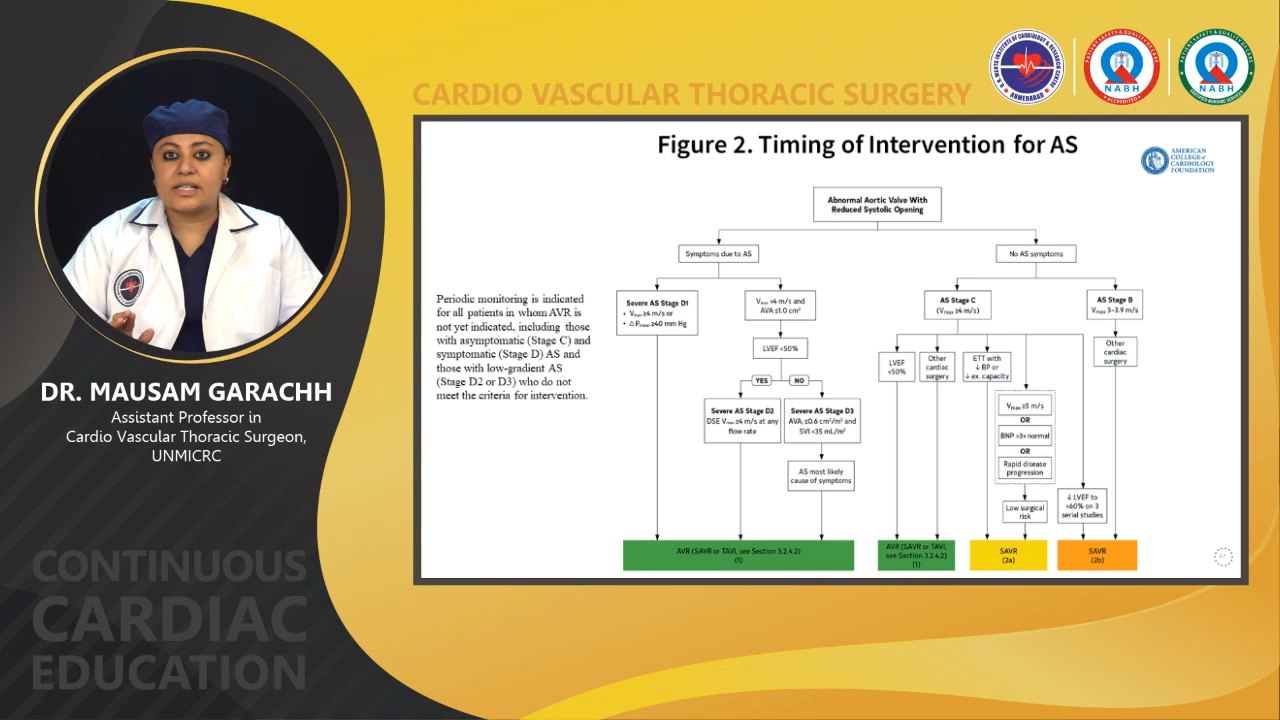 CARDIO VASCULAR THORACIC SURGERY
NABH
NABH
Figure 2. Timing of Intervention for AS
AMERICAN
COLLEGE of
CARDIOLOGY
FOUNDATION
Abnormal Aortic Valve With
Reduced Systolic Opening
Symptoms due to AS
No AS symptoms
Severe AS Stage D1
• Vmax ≥4 m/s or
• ΔPmean ≥40 mm Hg
Vmax <4 m/s and
AVA ≤1.0 cm²
AS Stage C
(Vmax ≥4 m/s)
AS Stage B
Vmax 3–3.9 m/s
Periodic monitoring is indicated
for all patients in whom AVR is
not yet indicated, including those
with asymptomatic (Stage C) and
symptomatic (Stage D) AS and
those with low-gradient AS
(Stage D2 or D3) who do not
meet the criteria for intervention.
LVEF <50%
YES
NO
Severe AS Stage D2
DSE Vmax ≥4 m/s at any
flow rate
Severe AS Stage D3
AVAi ≤0.6 cm²/m² and
SVI <35 mL/m²
AS most likely
cause of symptoms
LVEF
<50%
Other
cardiac
surgery
ETT with
↓ BP or
↓ ex. capacity
Vmax ≥5 m/s
OR
BNP >3× normal
OR
Rapid disease
progression
Low surgical
risk
↓ LVEF to
<60% on 3
serial studies
Other
cardiac
surgery
AVR (SAVR or TAVI, see Section 3.2.4.2)
(1)
AVR (SAVR or TAVI,
see Section 3.2.4.2)
(1)
SAVR
(2a)
SAVR
(2b)
DR. MAUSAM GARACHH
Assistant Professor in
Cardio Vascular Thoracic Surgeon,
UNMICRC
CONTINUOUS
CARDIAC
EDUCATION